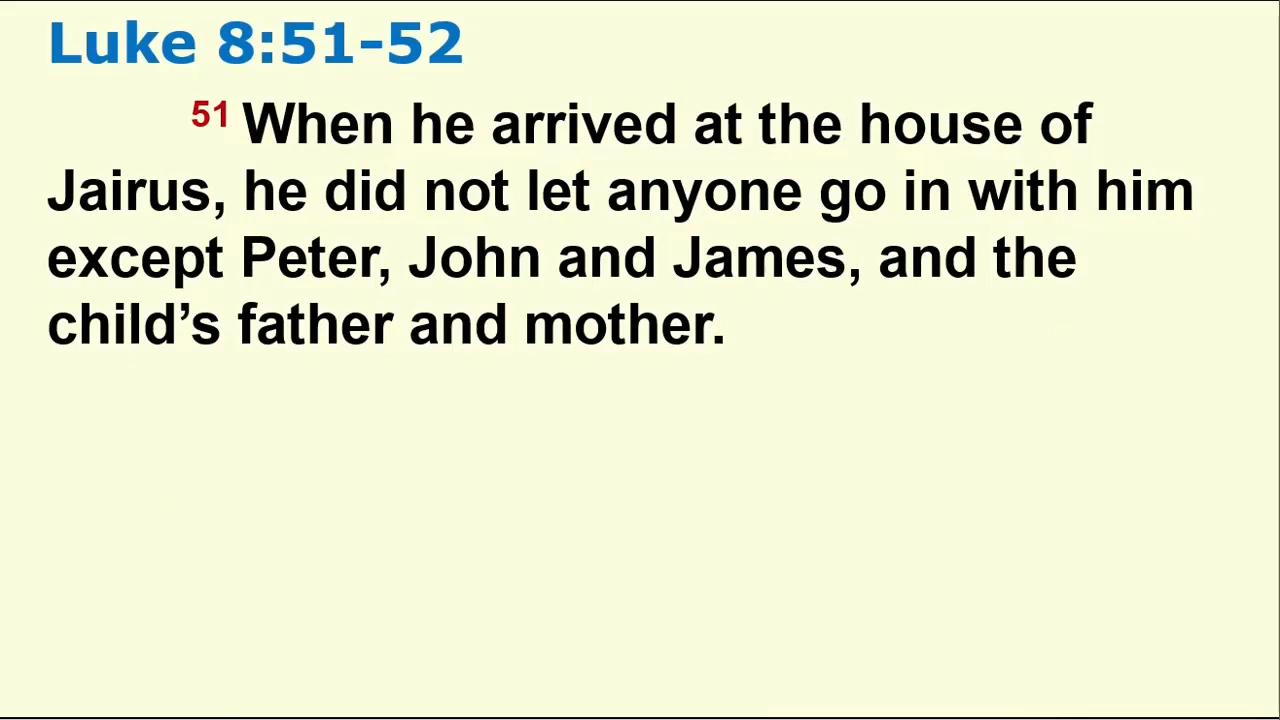 Luke 8:51-52
51 When he arrived at the house of
Jairus, he did not let anyone go in with him
except Peter, John and James, and the
child’s father and mother.